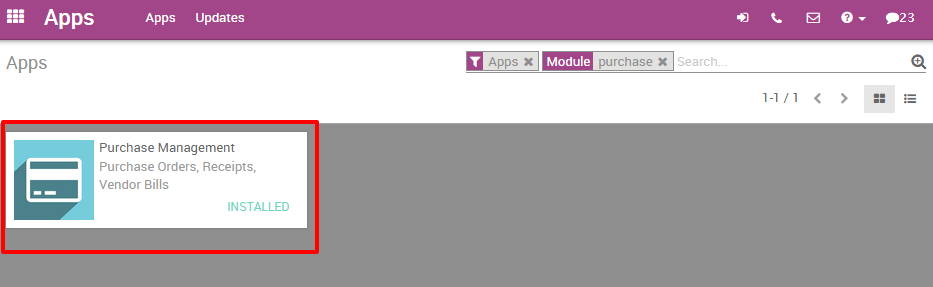 Apps Apps Updates 23
Apps Apps Module purchase Search...
1-1 / 1
Purchase Management
Purchase Orders, Receipts,
Vendor Bills
INSTALLED